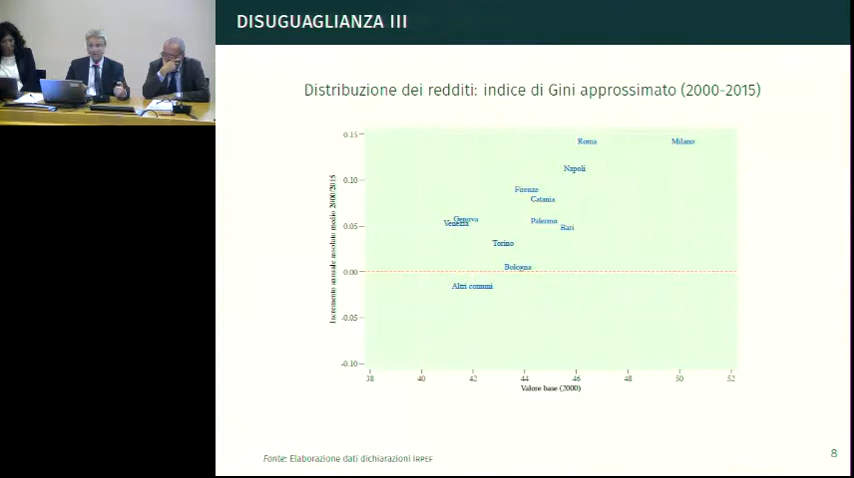 DISUGUAGLIANZA III
Distribuzione dei redditi: indice di Gini approssimato (2000-2015)
Incremento annuale assoluto medio 2000/2015
0.15
0.10
0.05
0.00
-0.05
-0.10
Roma
Milano
Napoli
Firenze
Catania
Genova
Venezia
Palermo
Bari
Torino
Bologna
Altri comuni
38
40
42
44
46
48
50
52
Valore base (2000)
Fonte: Elaborazione dati dichiarazioni IRPEF
8